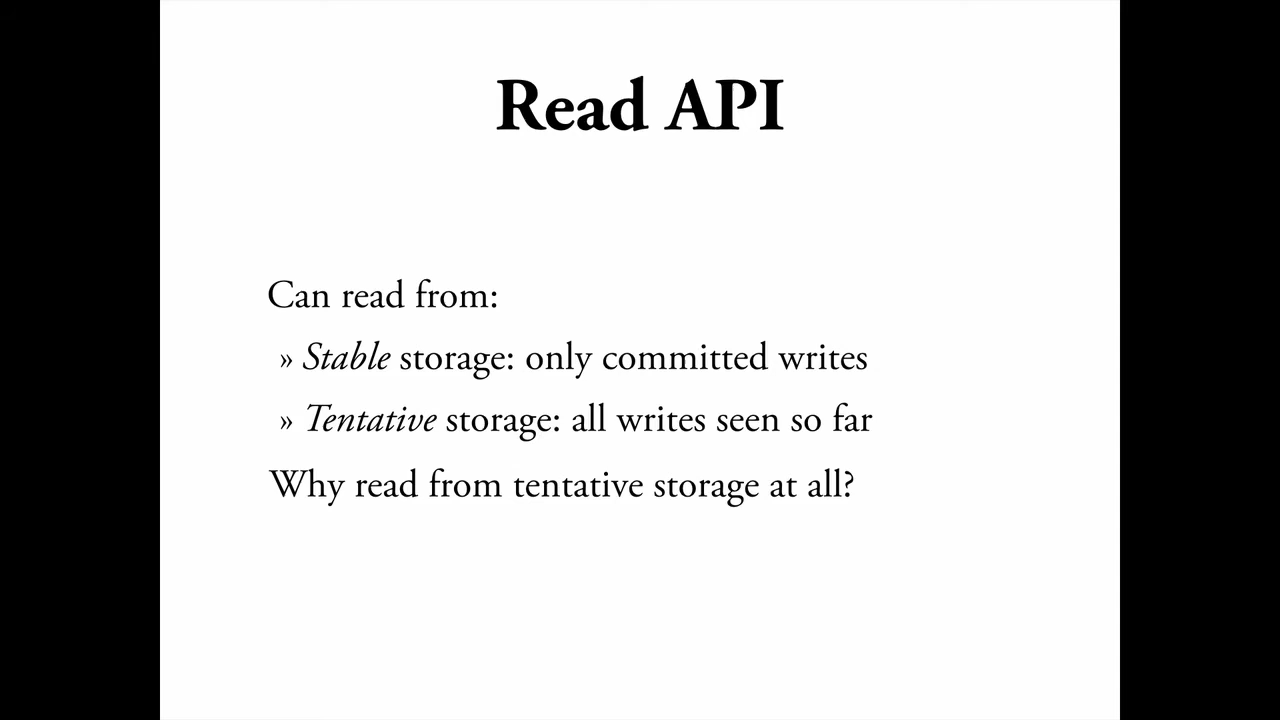 Read API
Can read from:
» Stable storage: only committed writes
» Tentative storage: all writes seen so far
Why read from tentative storage at all?